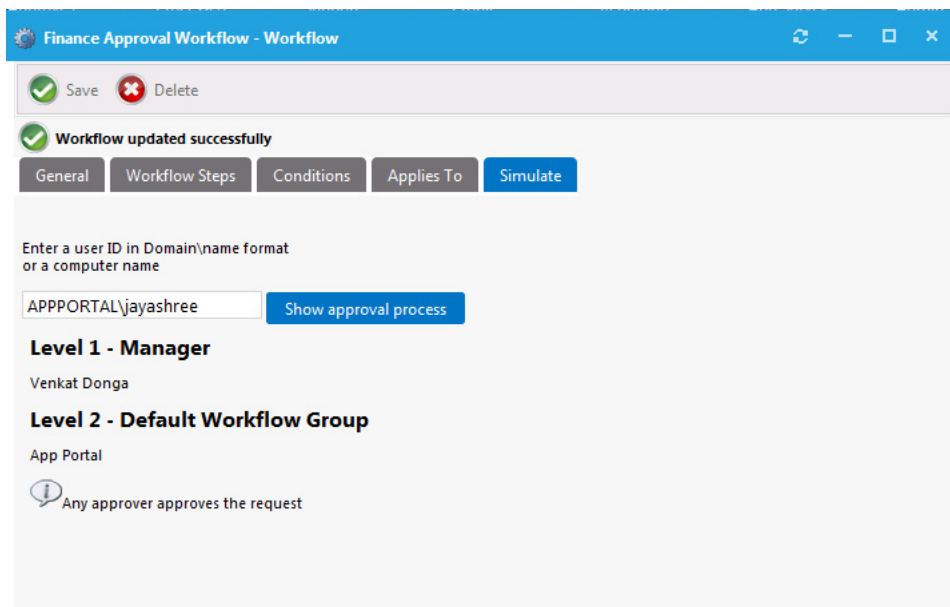 Finance Approval Workflow - Workflow
Save Delete
Workflow updated successfully
General Workflow Steps Conditions Applies To Simulate
Enter a user ID in Domain\name format
or a computer name
APPPORTAL\jayashree Show approval process
Level 1 - Manager
Venkat Donga
Level 2 - Default Workflow Group
App Portal
Any approver approves the request